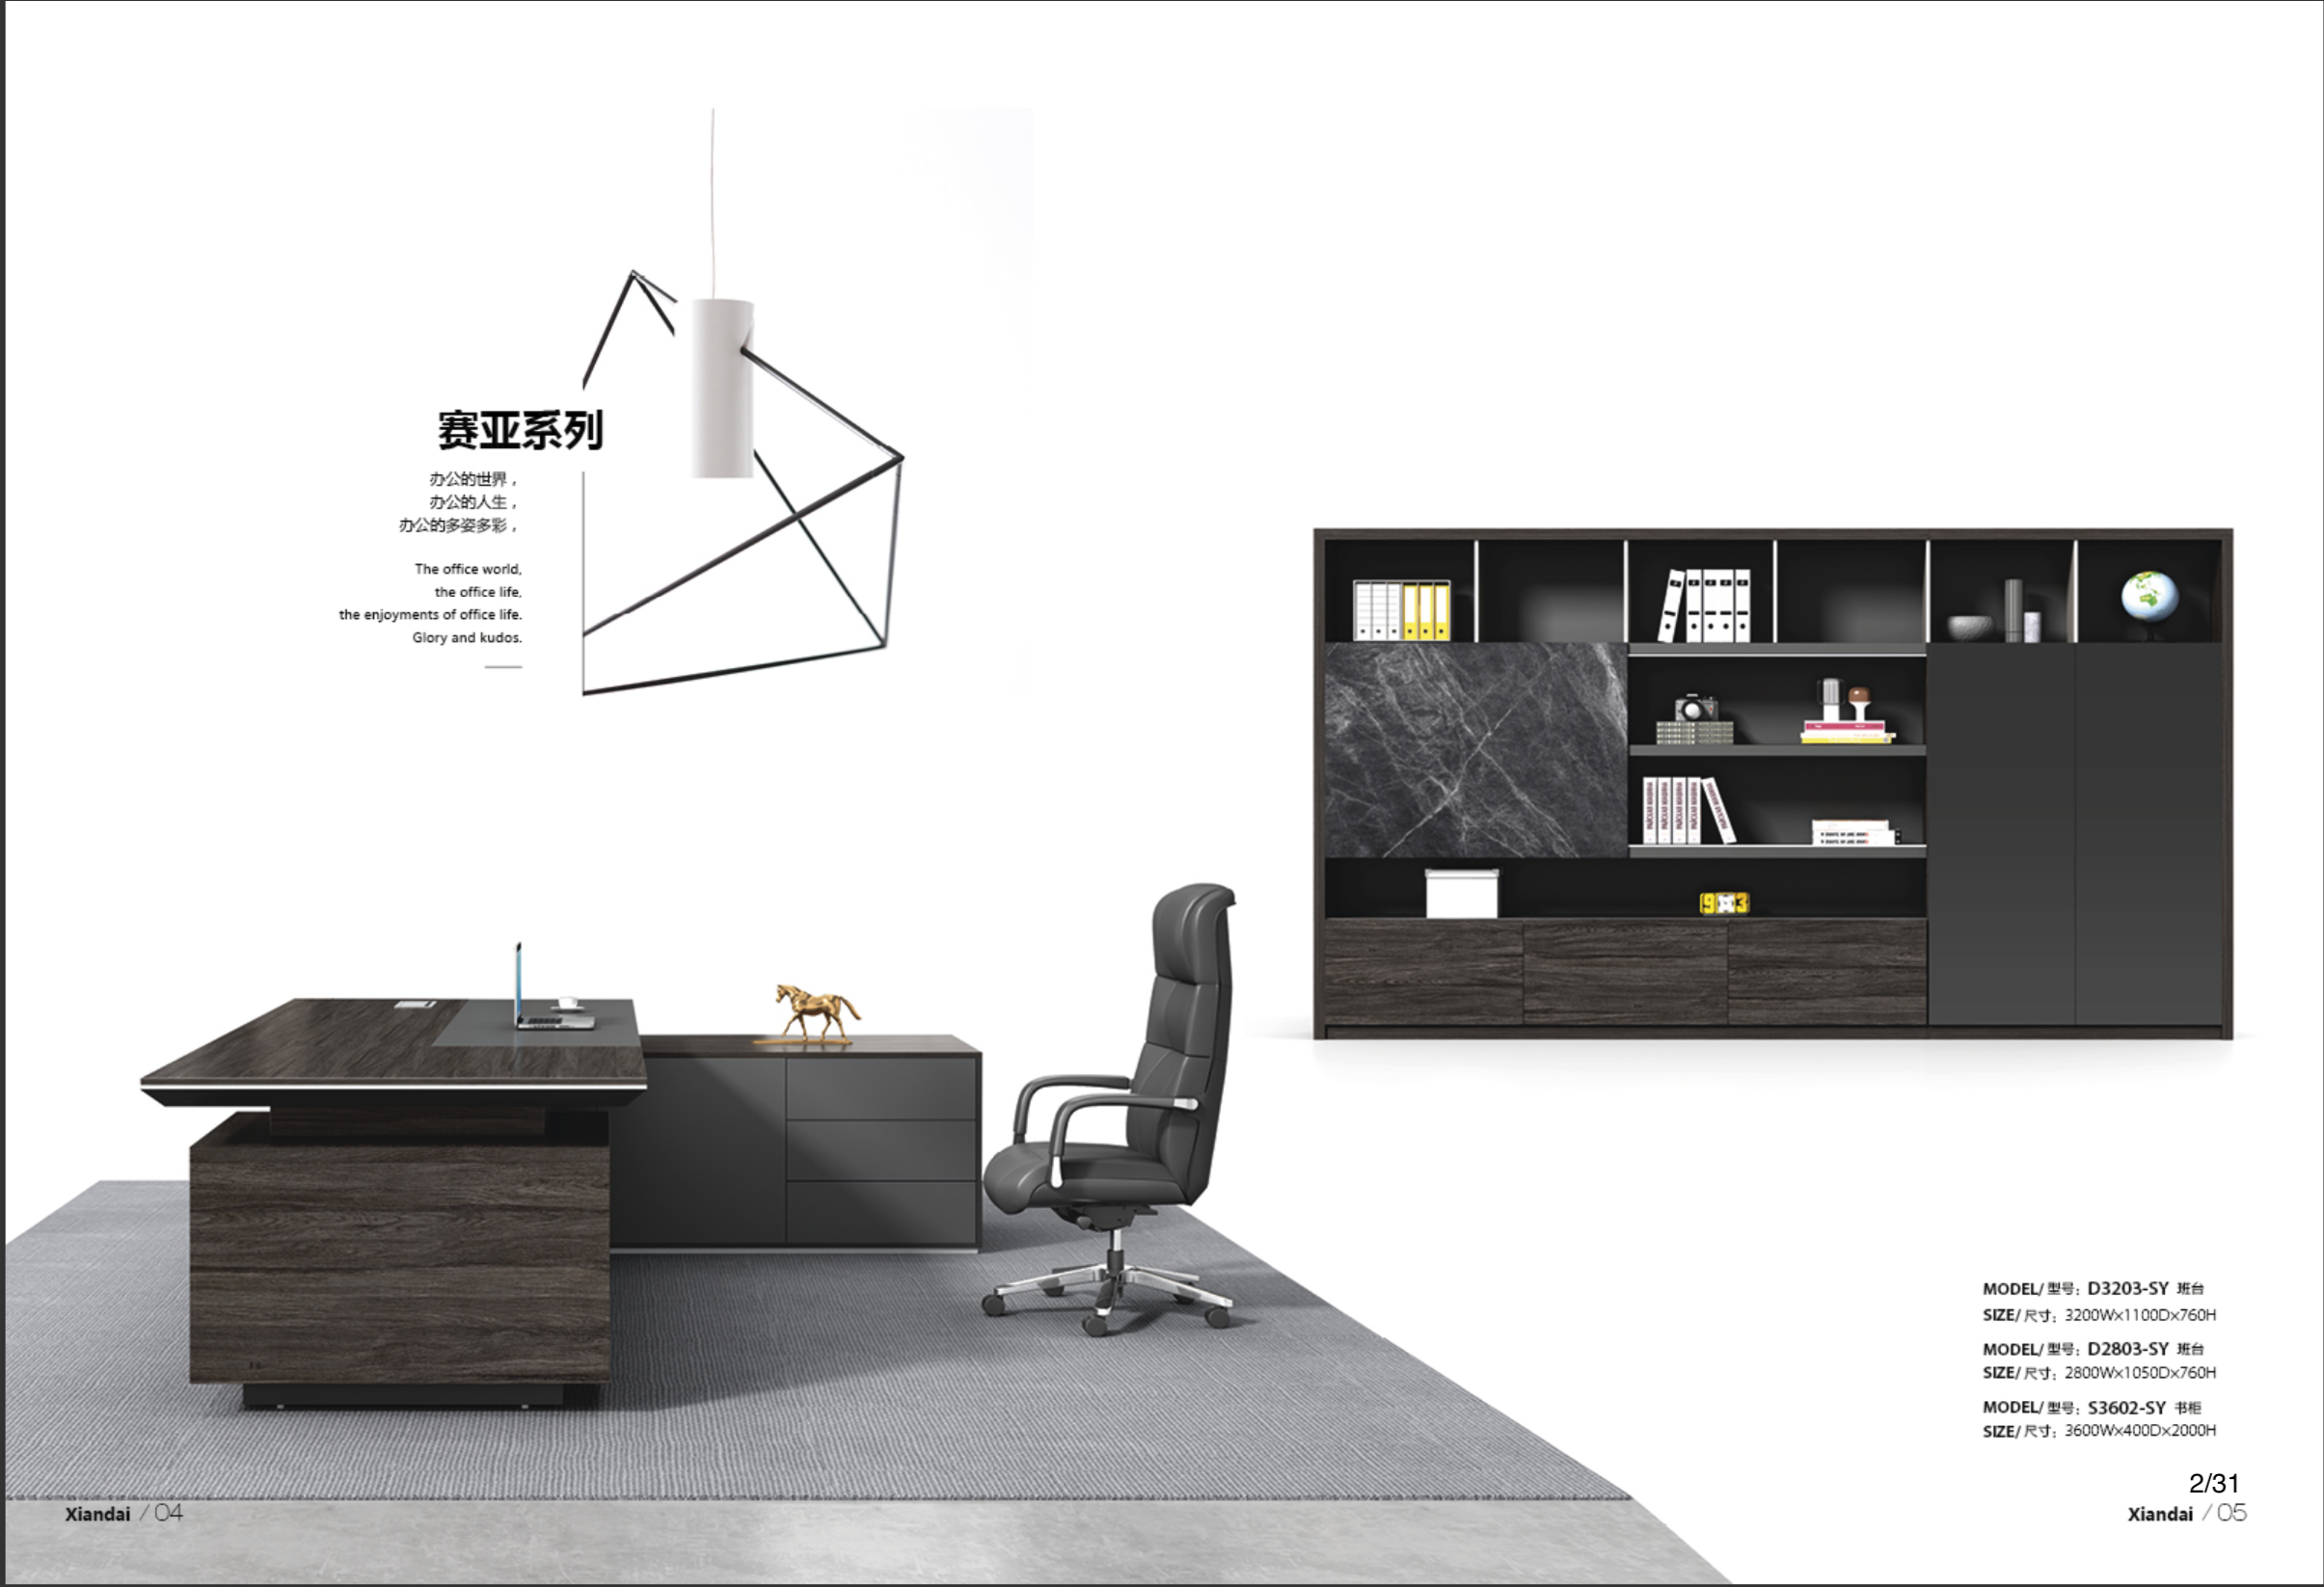 赛亚系列
办公的世界，
办公的人生，
办公的多姿多彩，
The office world,
the office life,
the enjoyments of office life.
Glory and kudos.
MODEL/ 型号: D3203-SY 班台
SIZE/ 尺寸: 3200W×1100D×760H
MODEL/ 型号: D2803-SY 班台
SIZE/ 尺寸: 2800W×1050D×760H
MODEL/ 型号: S3602-SY 书柜
SIZE/ 尺寸: 3600W×400D×2000H
2/31
Xiandai / 04
Xiandai / 05